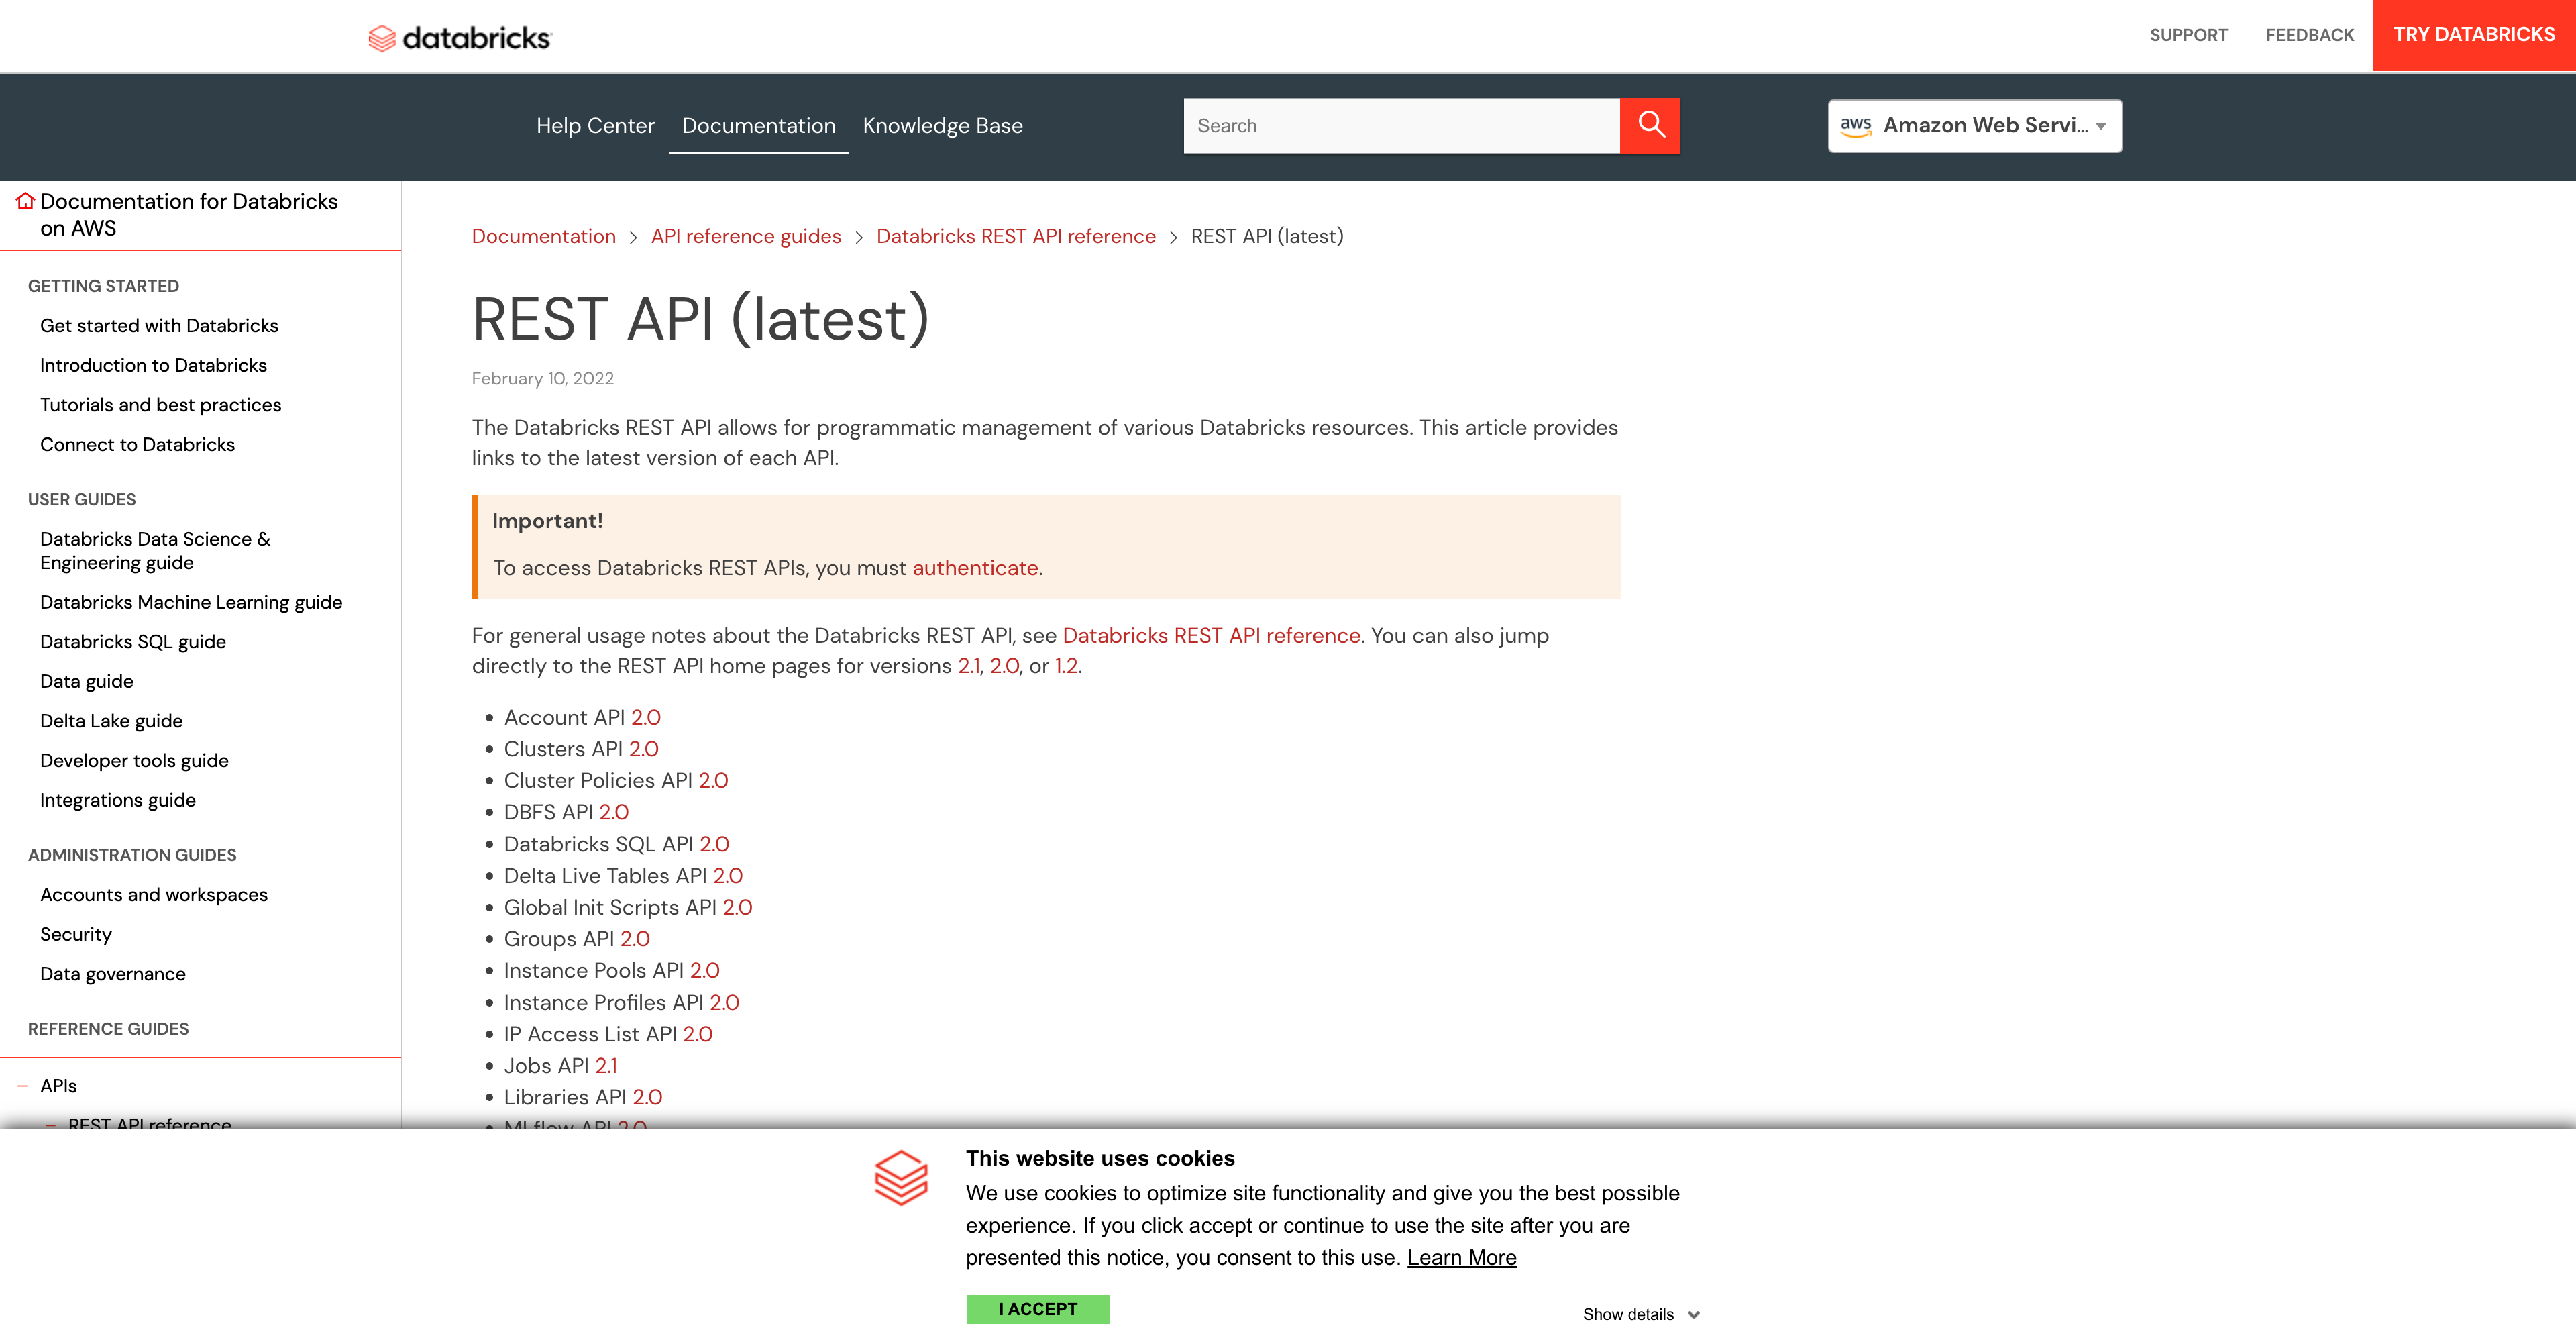 databricks
SUPPORT
FEEDBACK
TRY DATABRICKS
Help Center
Documentation
Knowledge Base
Search
aws Amazon Web Servi...
Documentation for Databricks
on AWS
GETTING STARTED
Get started with Databricks
Introduction to Databricks
Tutorials and best practices
Connect to Databricks
USER GUIDES
Databricks Data Science &
Engineering guide
Databricks Machine Learning guide
Databricks SQL guide
Data guide
Delta Lake guide
Developer tools guide
Integrations guide
ADMINISTRATION GUIDES
Accounts and workspaces
Security
Data governance
REFERENCE GUIDES
APIs
REST API reference
Documentation > API reference guides > Databricks REST API reference > REST API (latest)
REST API (latest)
February 10, 2022
The Databricks REST API allows for programmatic management of various Databricks resources. This article provides
links to the latest version of each API.
Important!
To access Databricks REST APIs, you must authenticate.
For general usage notes about the Databricks REST API, see Databricks REST API reference. You can also jump
directly to the REST API home pages for versions 2.1, 2.0, or 1.2.
• Account API 2.0
• Clusters API 2.0
• Cluster Policies API 2.0
• DBFS API 2.0
• Databricks SQL API 2.0
• Delta Live Tables API 2.0
• Global Init Scripts API 2.0
• Groups API 2.0
• Instance Pools API 2.0
• Instance Profiles API 2.0
• IP Access List API 2.0
• Jobs API 2.1
• Libraries API 2.0
• MLflow API 2.0
This website uses cookies
We use cookies to optimize site functionality and give you the best possible
experience. If you click accept or continue to use the site after you are
presented this notice, you consent to this use. Learn More
I ACCEPT
Show details